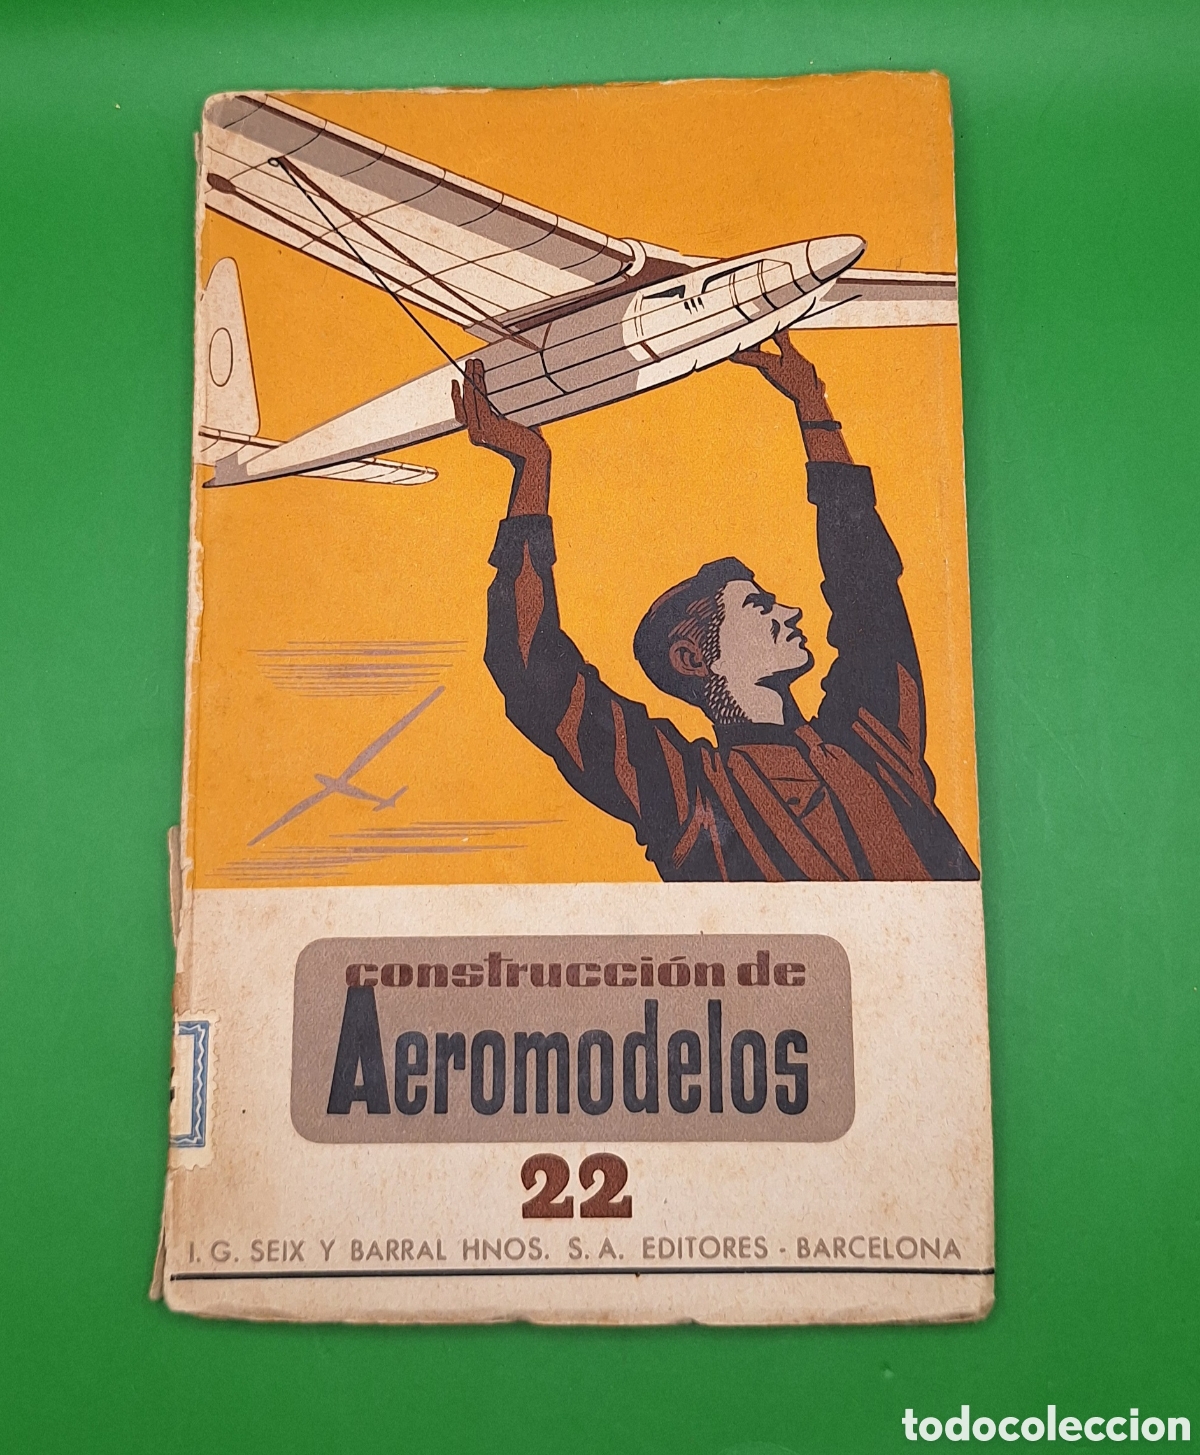 construcción de
Aeromodelos
22
I. G. SEIX Y BARRAL HNOS. S. A. EDITORES - BARCELONA
todocoleccion